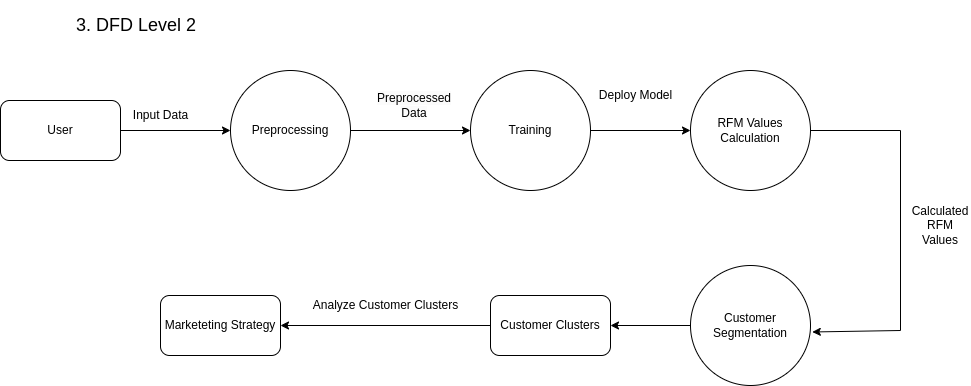 3. DFD Level 2
User
Input Data
Preprocessing
Preprocessed
Data
Training
Deploy Model
RFM Values
Calculation
Calculated
RFM
Values
Customer
Segmentation
Customer Clusters
Analyze Customer Clusters
Marketeting Strategy